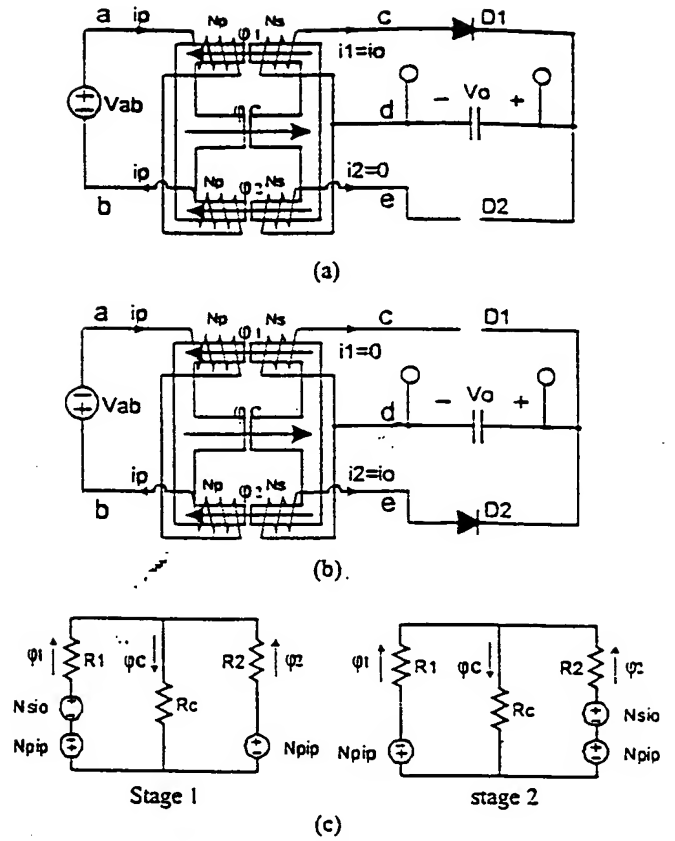 a ip Np φ1 Ns c D1
i1=io
Vab φc d − Vo +
ip Np φ2 Ns i2=0
b e D2
(a)
a ip Np φ1 Ns c D1
i1=0
Vab φc d − Vo +
ip Np φ2 Ns i2=io
b e D2
(b)
φ1 R1 φc R2 φ2 φ1 R1 φc R2 φ2
Nsio Rc Rc Nsio
Npip Npip Npip Npip
Stage 1 stage 2
(c)